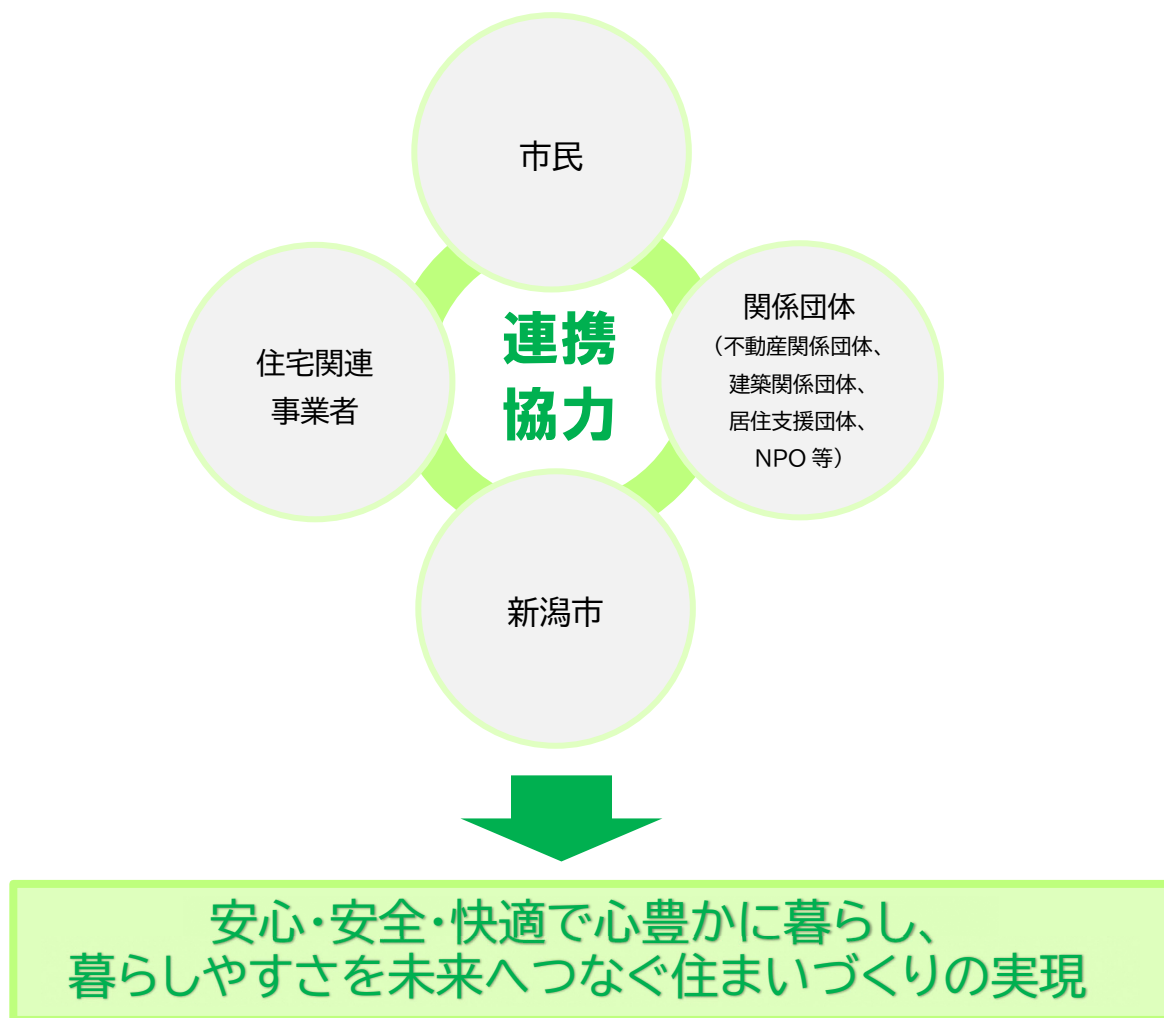 市民
住宅関連
事業者
連携
協力
関係団体
（不動産関係団体、
建築関係団体、
居住支援団体、
NPO 等）
新潟市
安心・安全・快適で心豊かに暮らし、
暮らしやすさを未来へつなぐ住まいづくりの実現